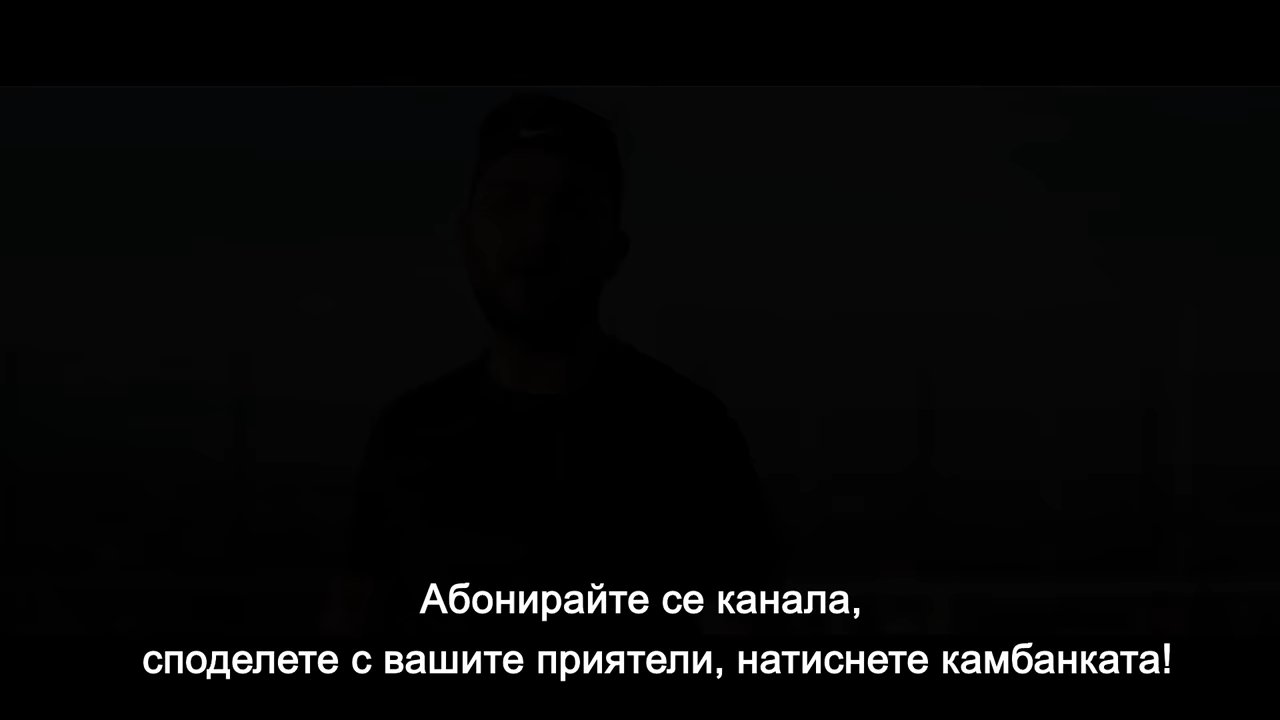 Абонирайте се канала,
споделете с вашите приятели, натиснете камбанката!